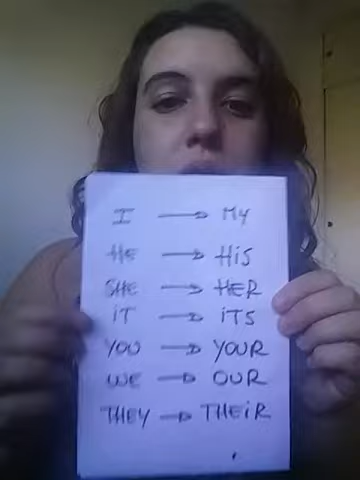 I → MY
HE → HiS
SHE → HER
iT → iTS
YOU → YOUR
WE → OUR
THEY → THEiR